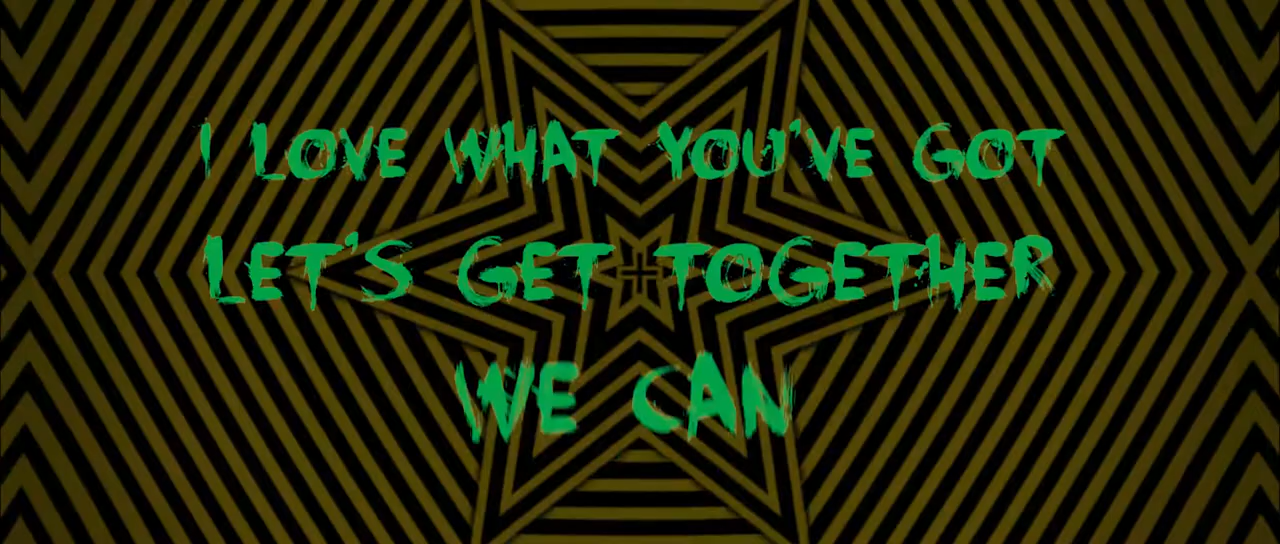 I LOVE WHAT YOU'VE GOT
LET'S GET TOGETHER
WE CAN